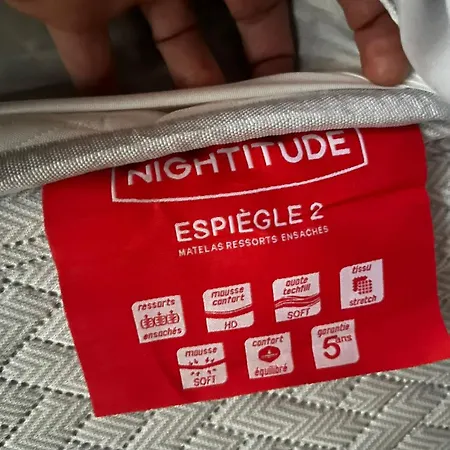 NIGHTITUDE
ESPIÈGLE 2
MATELAS RESSORTS ENSACHÉS
ressorts
ensachés
mousse
confort
HD
ouate
techfill
SOFT
tissu
stretch
mousse
SOFT
confort
équilibré
garantie
5 ans